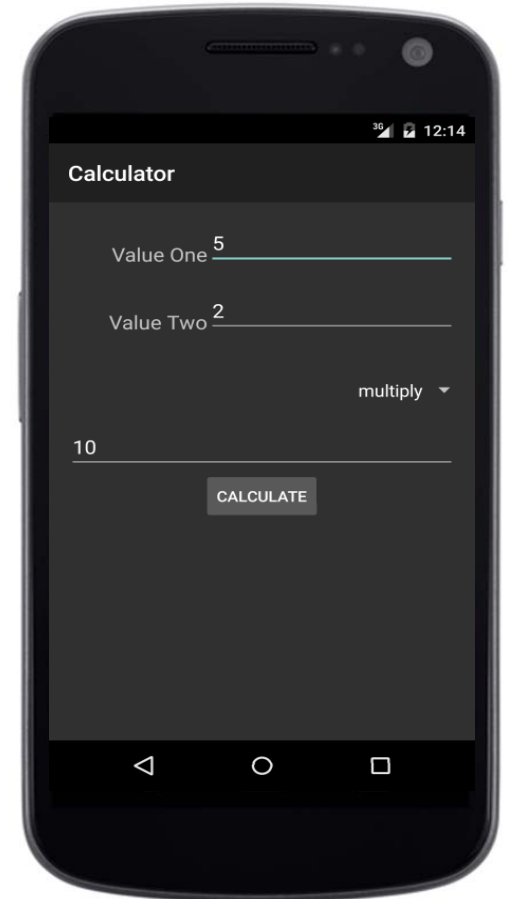 3G 12:14
Calculator
Value One 5
Value Two 2
multiply
10
CALCULATE